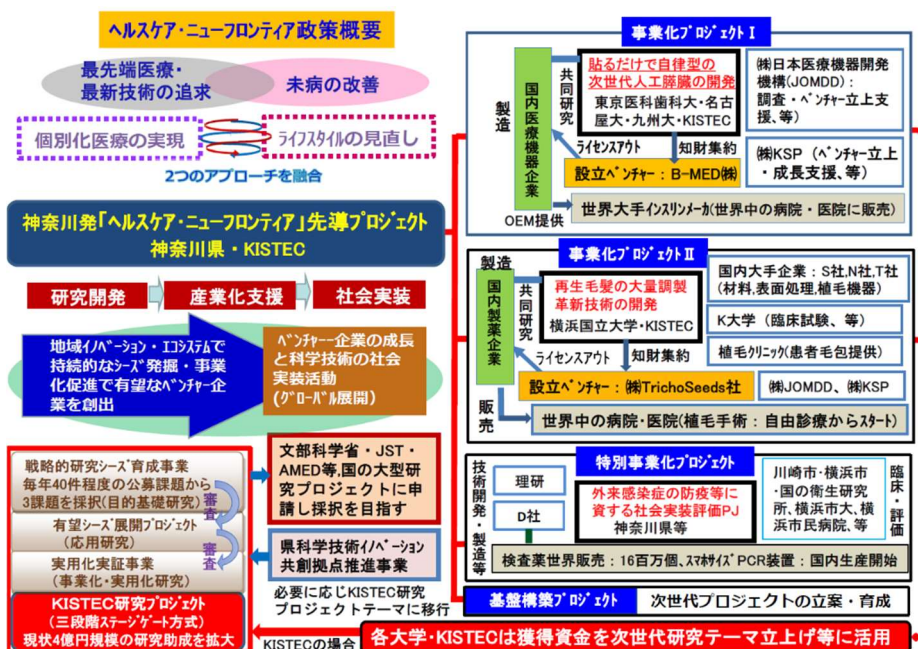 ヘルスケア・ニューフロンティア政策概要
最先端医療・
最新技術の追求
未病の改善
個別化医療の実現
ﾗｲﾌｽﾀｲﾙの見直し
2つのアプローチを融合
神奈川発｢ヘルスケア・ニューフロンティア｣先導プロジェクト
神奈川県・KISTEC
研究開発
産業化支援
社会実装
地域ｲﾉﾍﾞｰｼｮﾝ・ｴｺｼｽﾃﾑで
持続的なｼｰｽﾞ発掘・事業
化促進で有望なﾍﾞﾝﾁｬｰ企
業を創出
ﾍﾞﾝﾁｬｰ企業の成長
と科学技術の社会
実装活動
(ｸﾞﾛｰﾊﾞﾙ展開)
戦略的研究ｼｰｽﾞ育成事業
毎年40件程度の公募課題から
3課題を採択(目的基礎研究)
審査
有望ｼｰｽﾞ展開プロジェクト
(応用研究)
審査
実用化実証事業
(事業化・実用化研究)
KISTEC研究プロジェクト
(三段階ステージゲート方式)
現状4億円規模の研究助成を拡大
文部科学省・JST・
AMED等,国の大型研
究プロジェクトに申
請し採択を目指す
県科学技術ｲﾉﾍﾞｰｼｮﾝ
共創拠点推進事業
必要に応じKISTEC研究
プロジェクトテーマに移行
KISTECの場合
各大学・KISTECは獲得資金を次世代研究テーマ立上げ等に活用
事業化プロジェクトⅠ
製造
国内医療機器企業
共同研究
貼るだけで自律型の
次世代人工膵臓の開発
東京医科歯科大・名古
屋大・九州大・KISTEC
ﾗｲｾﾝｽｱｳﾄ
知財集約
設立ﾍﾞﾝﾁｬｰ：B-MED㈱
OEM提供
世界大手ｲﾝｽﾘﾝﾒｰｶ(世界中の病院・医院に販売)
㈱日本医療機器開発
機構(JOMDD)：
調査・ﾍﾞﾝﾁｬｰ立上支
援、等)
㈱KSP (ﾍﾞﾝﾁｬｰ立上
・成長支援、等)
事業化プロジェクトⅡ
製造
国内製薬企業
共同研究
再生毛髪の大量調製
革新技術の開発
横浜国立大学・KISTEC
ﾗｲｾﾝｽｱｳﾄ
知財集約
設立ﾍﾞﾝﾁｬｰ：㈱TrichoSeeds社
販売
世界中の病院・医院(植毛手術：自由診療からスタート)
国内大手企業：S社,N社,T社
(材料,表面処理,植毛機器)
K大学 (臨床試験、等)
植毛ｸﾘﾆｯｸ(患者毛包提供)
㈱JOMDD、㈱KSP
特別事業化プロジェクト
技術開発・製造等
理研
D社
外来感染症の防疫等に
資する社会実装評価PJ
神奈川県等
川崎市・横浜市
・国の衛生研究
所、横浜市大、横
浜市民病院、等
臨床・評価
検査薬世界販売：16百万個、ｽﾏﾎｻｲｽﾞPCR装置：国内生産開始
基盤構築プロジェクト
次世代プロジェクトの立案・育成